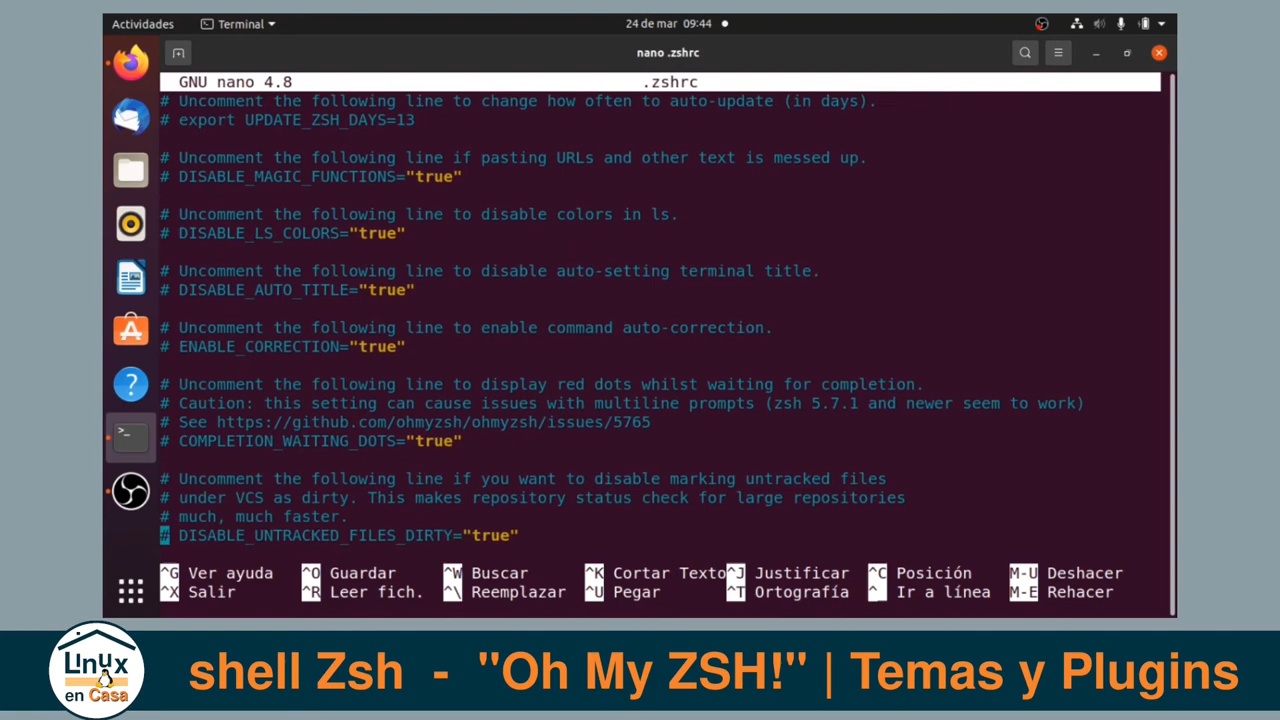 Actividades
Terminal
24 de mar 09:44
nano .zshrc
GNU nano 4.8 .zshrc
# Uncomment the following line to change how often to auto-update (in days).
# export UPDATE_ZSH_DAYS=13
# Uncomment the following line if pasting URLs and other text is messed up.
# DISABLE_MAGIC_FUNCTIONS="true"
# Uncomment the following line to disable colors in ls.
# DISABLE_LS_COLORS="true"
# Uncomment the following line to disable auto-setting terminal title.
# DISABLE_AUTO_TITLE="true"
# Uncomment the following line to enable command auto-correction.
# ENABLE_CORRECTION="true"
# Uncomment the following line to display red dots whilst waiting for completion.
# Caution: this setting can cause issues with multiline prompts (zsh 5.7.1 and newer seem to work)
# See https://github.com/ohmyzsh/ohmyzsh/issues/5765
# COMPLETION_WAITING_DOTS="true"
# Uncomment the following line if you want to disable marking untracked files
# under VCS as dirty. This makes repository status check for large repositories
# much, much faster.
# DISABLE_UNTRACKED_FILES_DIRTY="true"
^G Ver ayuda ^O Guardar ^W Buscar ^K Cortar Texto ^J Justificar ^C Posición M-U Deshacer
^X Salir ^R Leer fich. ^\ Reemplazar ^U Pegar ^T Ortografía ^_ Ir a línea M-E Rehacer
Linux
en Casa
shell Zsh - "Oh My ZSH!" | Temas y Plugins